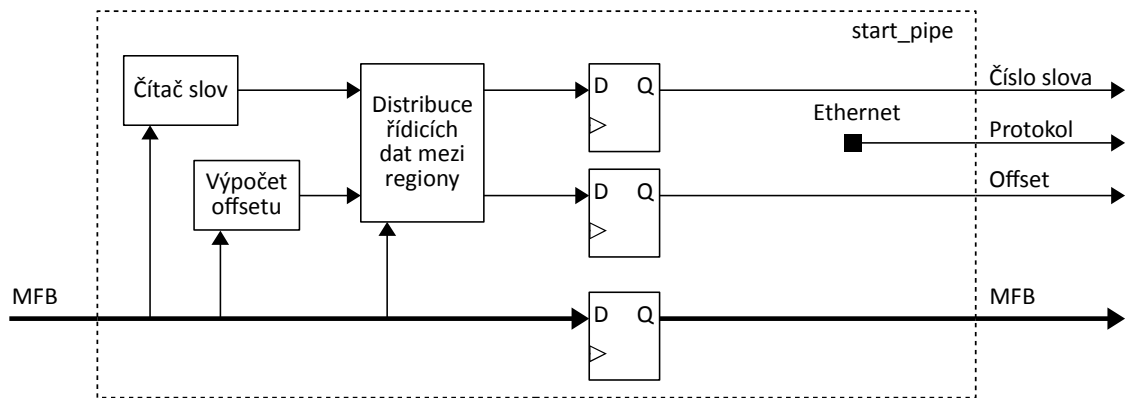 start_pipe
Čítač slov
Distribuce
řídicích
dat mezi
regiony
D Q
Číslo slova
Ethernet
Protokol
Výpočet
offsetu
D Q
Offset
MFB
D Q
MFB